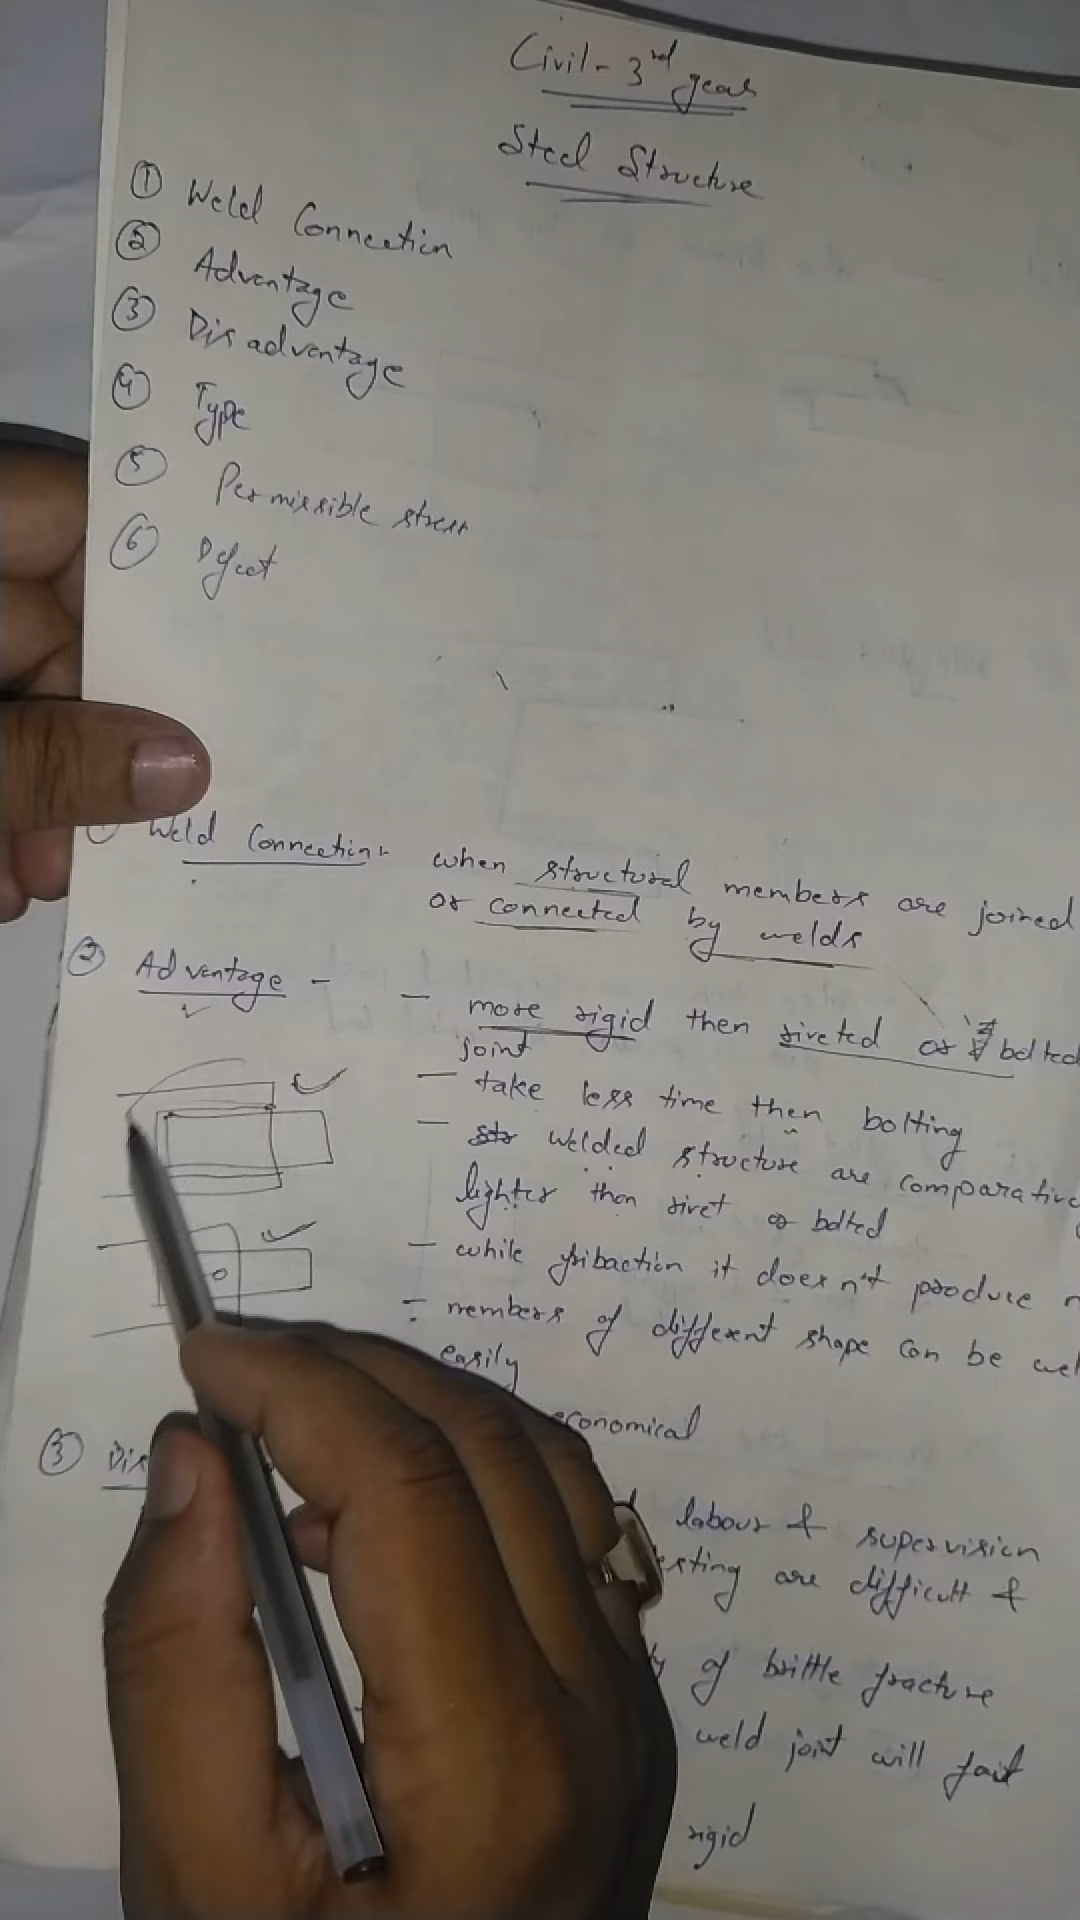 Civil - 3rd year
Steel Structure
① Weld Connection
② Advantage
③ Disadvantage
④ Type
⑤ Permissible stress
⑥ Defect
Weld Connection:- when structural members are joined
or connected by welds
② Advantage - - more rigid then riveted or bolted
joint
- take less time then bolting
- welded structure are
lighter than rivet or bolted
- while fribaction it doesn't produce
- members of different shape can be
easily
economical
③ Dis
labour & supervision
are difficult &
of brittle fracture
weld joint will fail
rigid